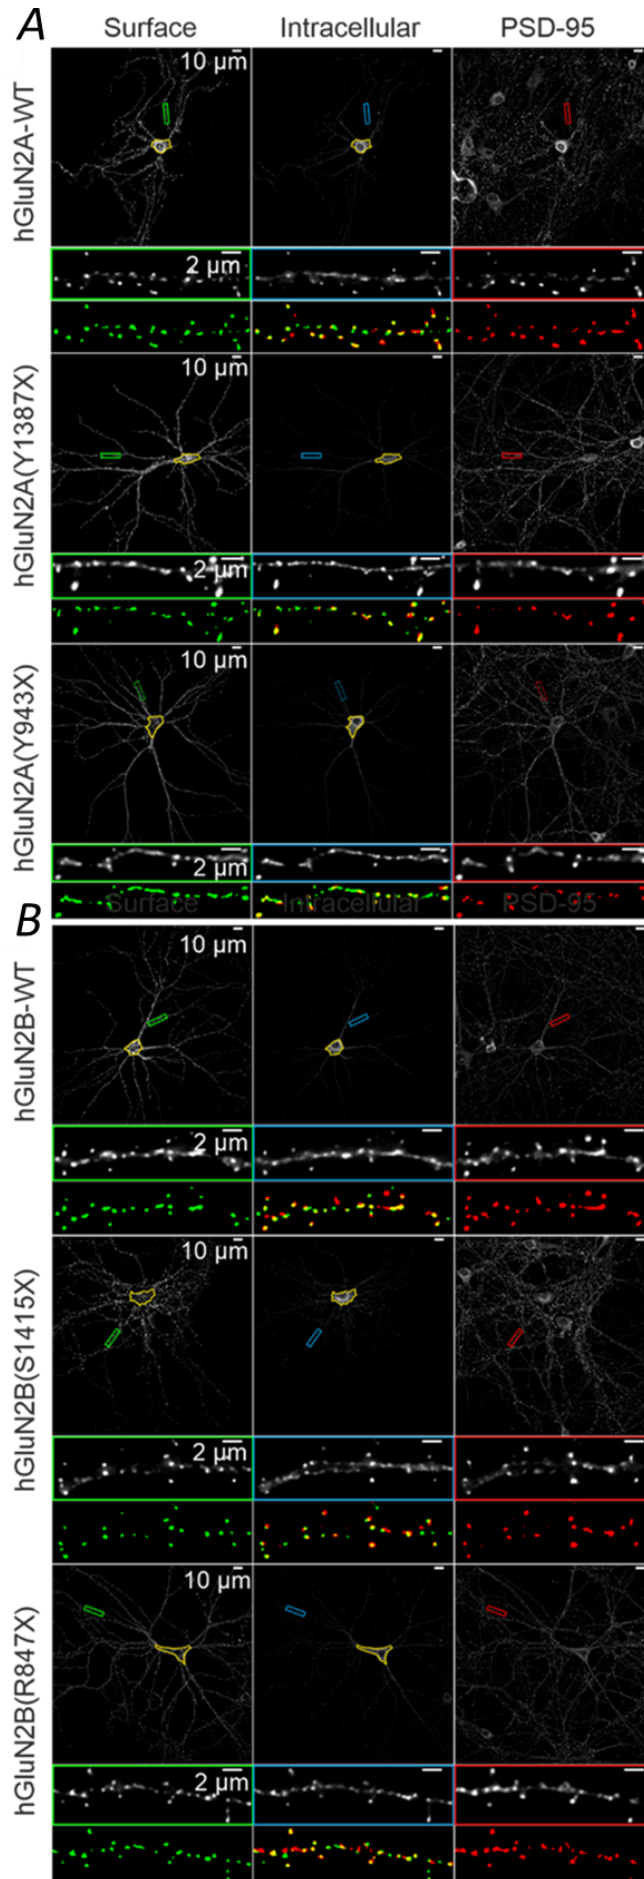 A
Surface Intracellular PSD-95
hGluN2A-WT
10 μm
2 μm
hGluN2A(Y1387X)
10 μm
2 μm
hGluN2A(Y943X)
10 μm
2 μm
Surface Intracellular PSD-95
B
hGluN2B-WT
10 μm
2 μm
hGluN2B(S1415X)
10 μm
2 μm
hGluN2B(R847X)
10 μm
2 μm